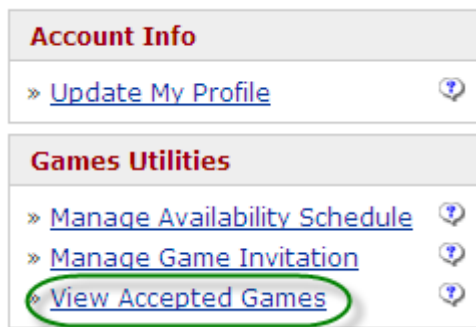 Account Info
» Update My Profile
Games Utilities
» Manage Availability Schedule
» Manage Game Invitation
» View Accepted Games